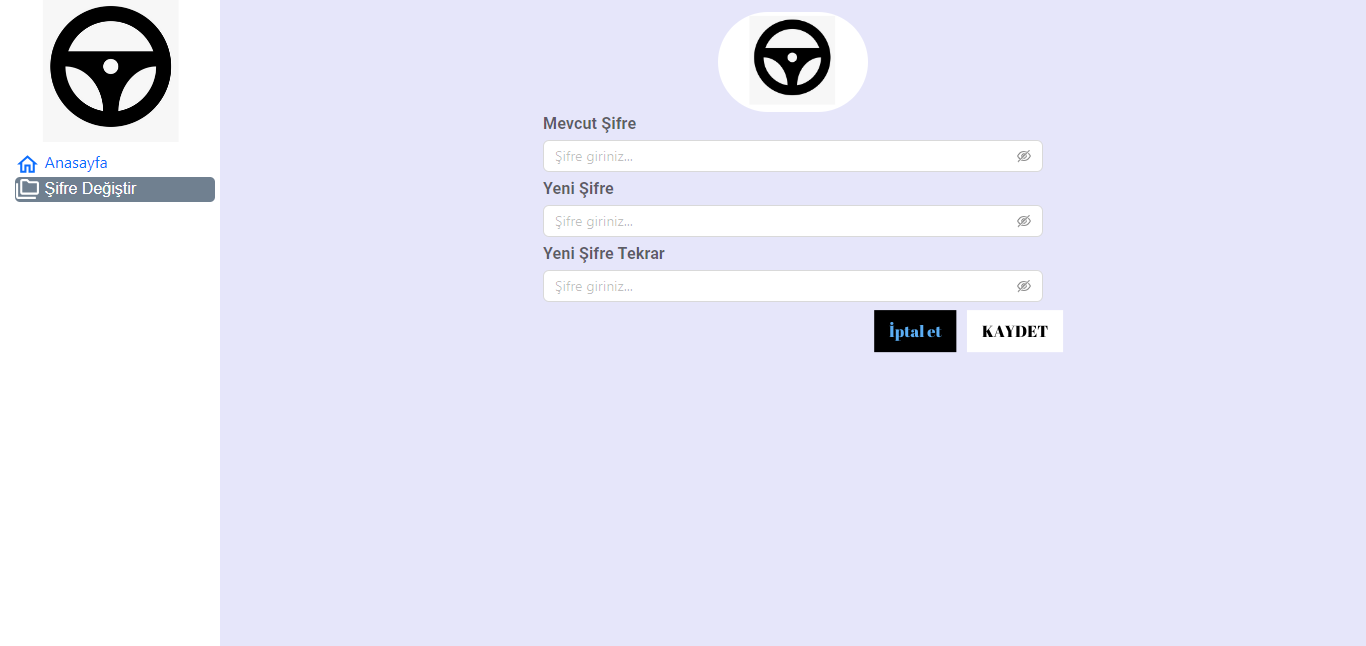 Anasayfa
Şifre Değiştir
Mevcut Şifre
Şifre giriniz...
Yeni Şifre
Şifre giriniz...
Yeni Şifre Tekrar
Şifre giriniz...
İptal et
KAYDET